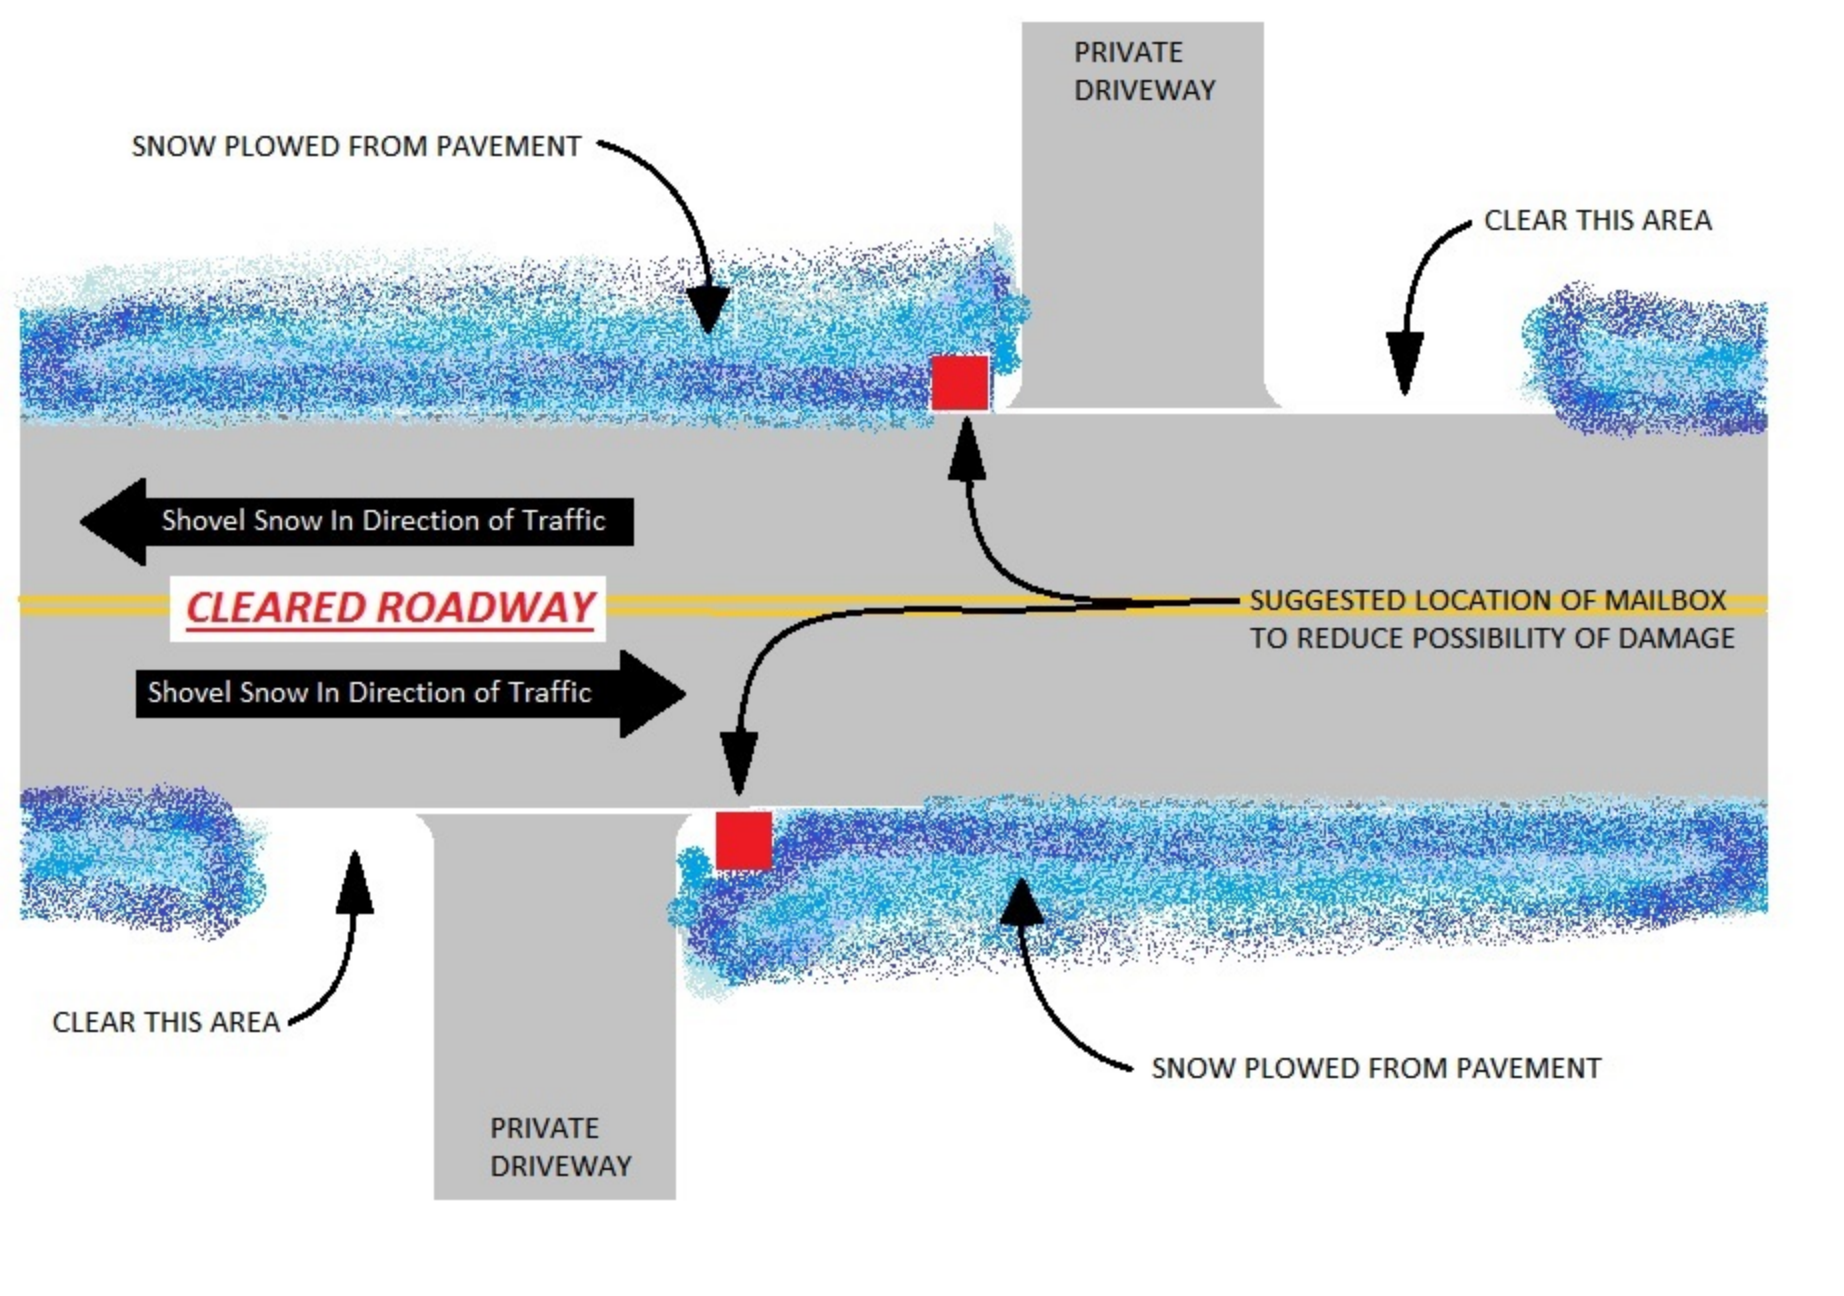 PRIVATE
DRIVEWAY
SNOW PLOWED FROM PAVEMENT
CLEAR THIS AREA
Shovel Snow In Direction of Traffic
CLEARED ROADWAY
SUGGESTED LOCATION OF MAILBOX
TO REDUCE POSSIBILITY OF DAMAGE
Shovel Snow In Direction of Traffic
CLEAR THIS AREA
SNOW PLOWED FROM PAVEMENT
PRIVATE
DRIVEWAY